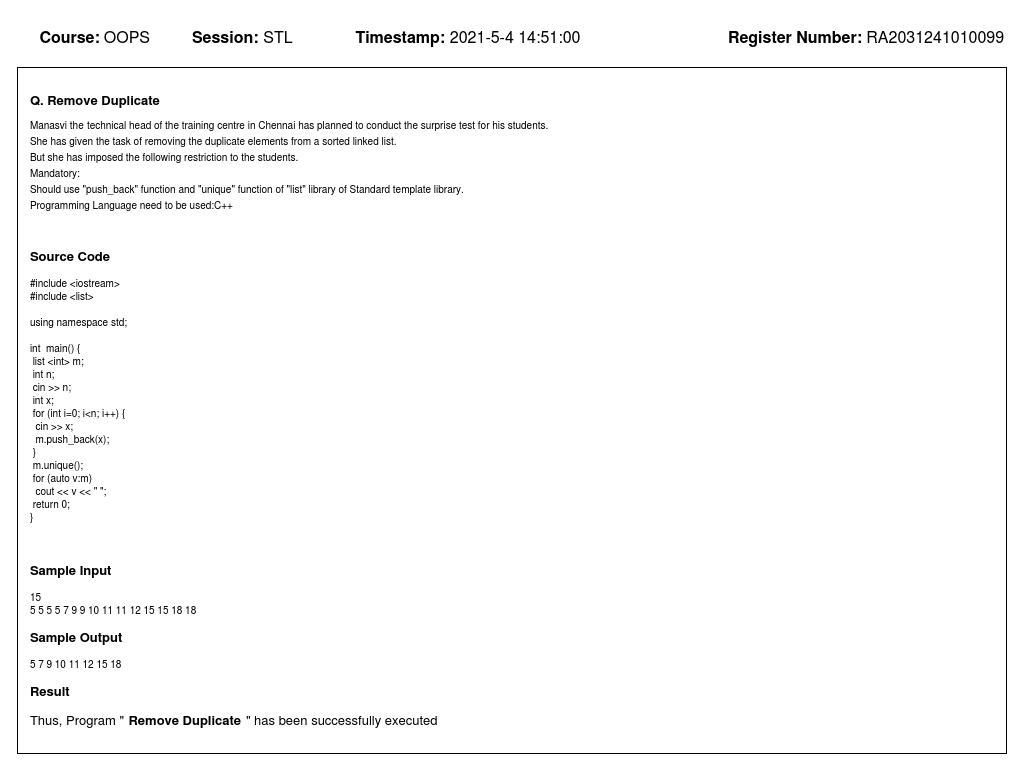 Course: OOPS Session: STL Timestamp: 2021-5-4 14:51:00 Register Number: RA2031241010099
Q. Remove Duplicate
Manasvi the technical head of the training centre in Chennai has planned to conduct the surprise test for his students.
She has given the task of removing the duplicate elements from a sorted linked list.
But she has imposed the following restriction to the students.
Mandatory:
Should use "push_back" function and "unique" function of "list" library of Standard template library.
Programming Language need to be used:C++
Source Code
#include <iostream>
#include <list>
using namespace std;
int  main() {
 list <int> m;
 int n;
 cin >> n;
 int x;
 for (int i=0; i<n; i++) {
  cin >> x;
  m.push_back(x);
 }
 m.unique();
 for (auto v:m)
  cout << v << " ";
 return 0;
}
Sample Input
15
5 5 5 5 7 9 9 10 11 11 12 15 15 18 18
Sample Output
5 7 9 10 11 12 15 18
Result
Thus, Program " Remove Duplicate " has been successfully executed